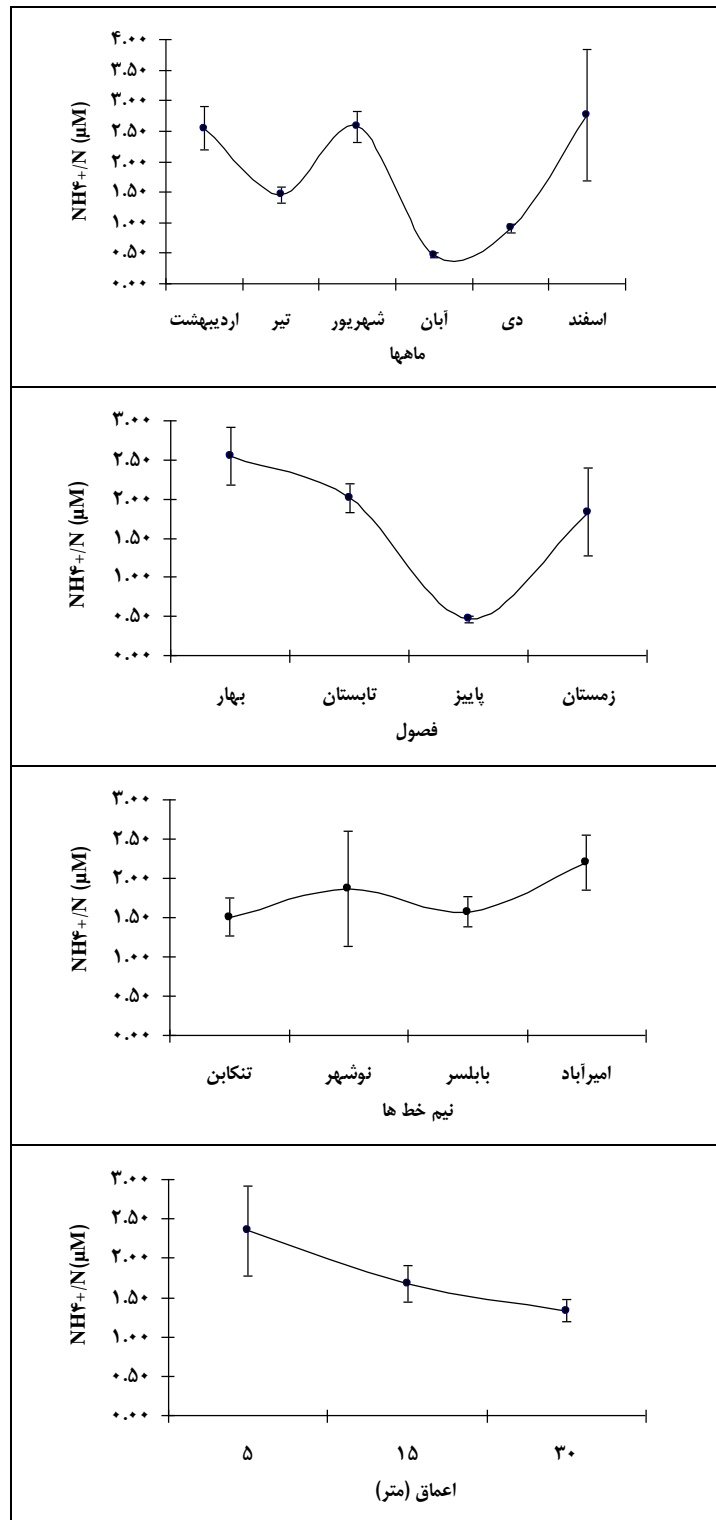 NH۴+/N (µM)
۴.۰۰
۳.۵۰
۳.۰۰
۲.۵۰
۲.۰۰
۱.۵۰
۱.۰۰
۰.۵۰
۰.۰۰
اردیبهشت تیر شهریور آبان دی اسفند
ماهها
NH۴+/N (µM)
۳.۰۰
۲.۵۰
۲.۰۰
۱.۵۰
۱.۰۰
۰.۵۰
۰.۰۰
بهار تابستان پاییز زمستان
فصول
NH۴+/N (µM)
۳.۰۰
۲.۵۰
۲.۰۰
۱.۵۰
۱.۰۰
۰.۵۰
۰.۰۰
تنکابن نوشهر بابلسر امیرآباد
نیم خط ها
NH۴+/N(µM)
۳.۰۰
۲.۵۰
۲.۰۰
۱.۵۰
۱.۰۰
۰.۵۰
۰.۰۰
۵ ۱۵ ۳۰
اعماق (متر)